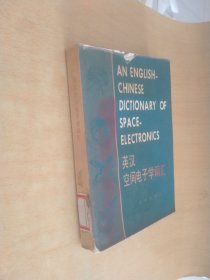 AN ENGLISH-
CHINESE
DICTIONARY OF
SPACE-
ELECTRONICS
英汉
空间电子学词汇